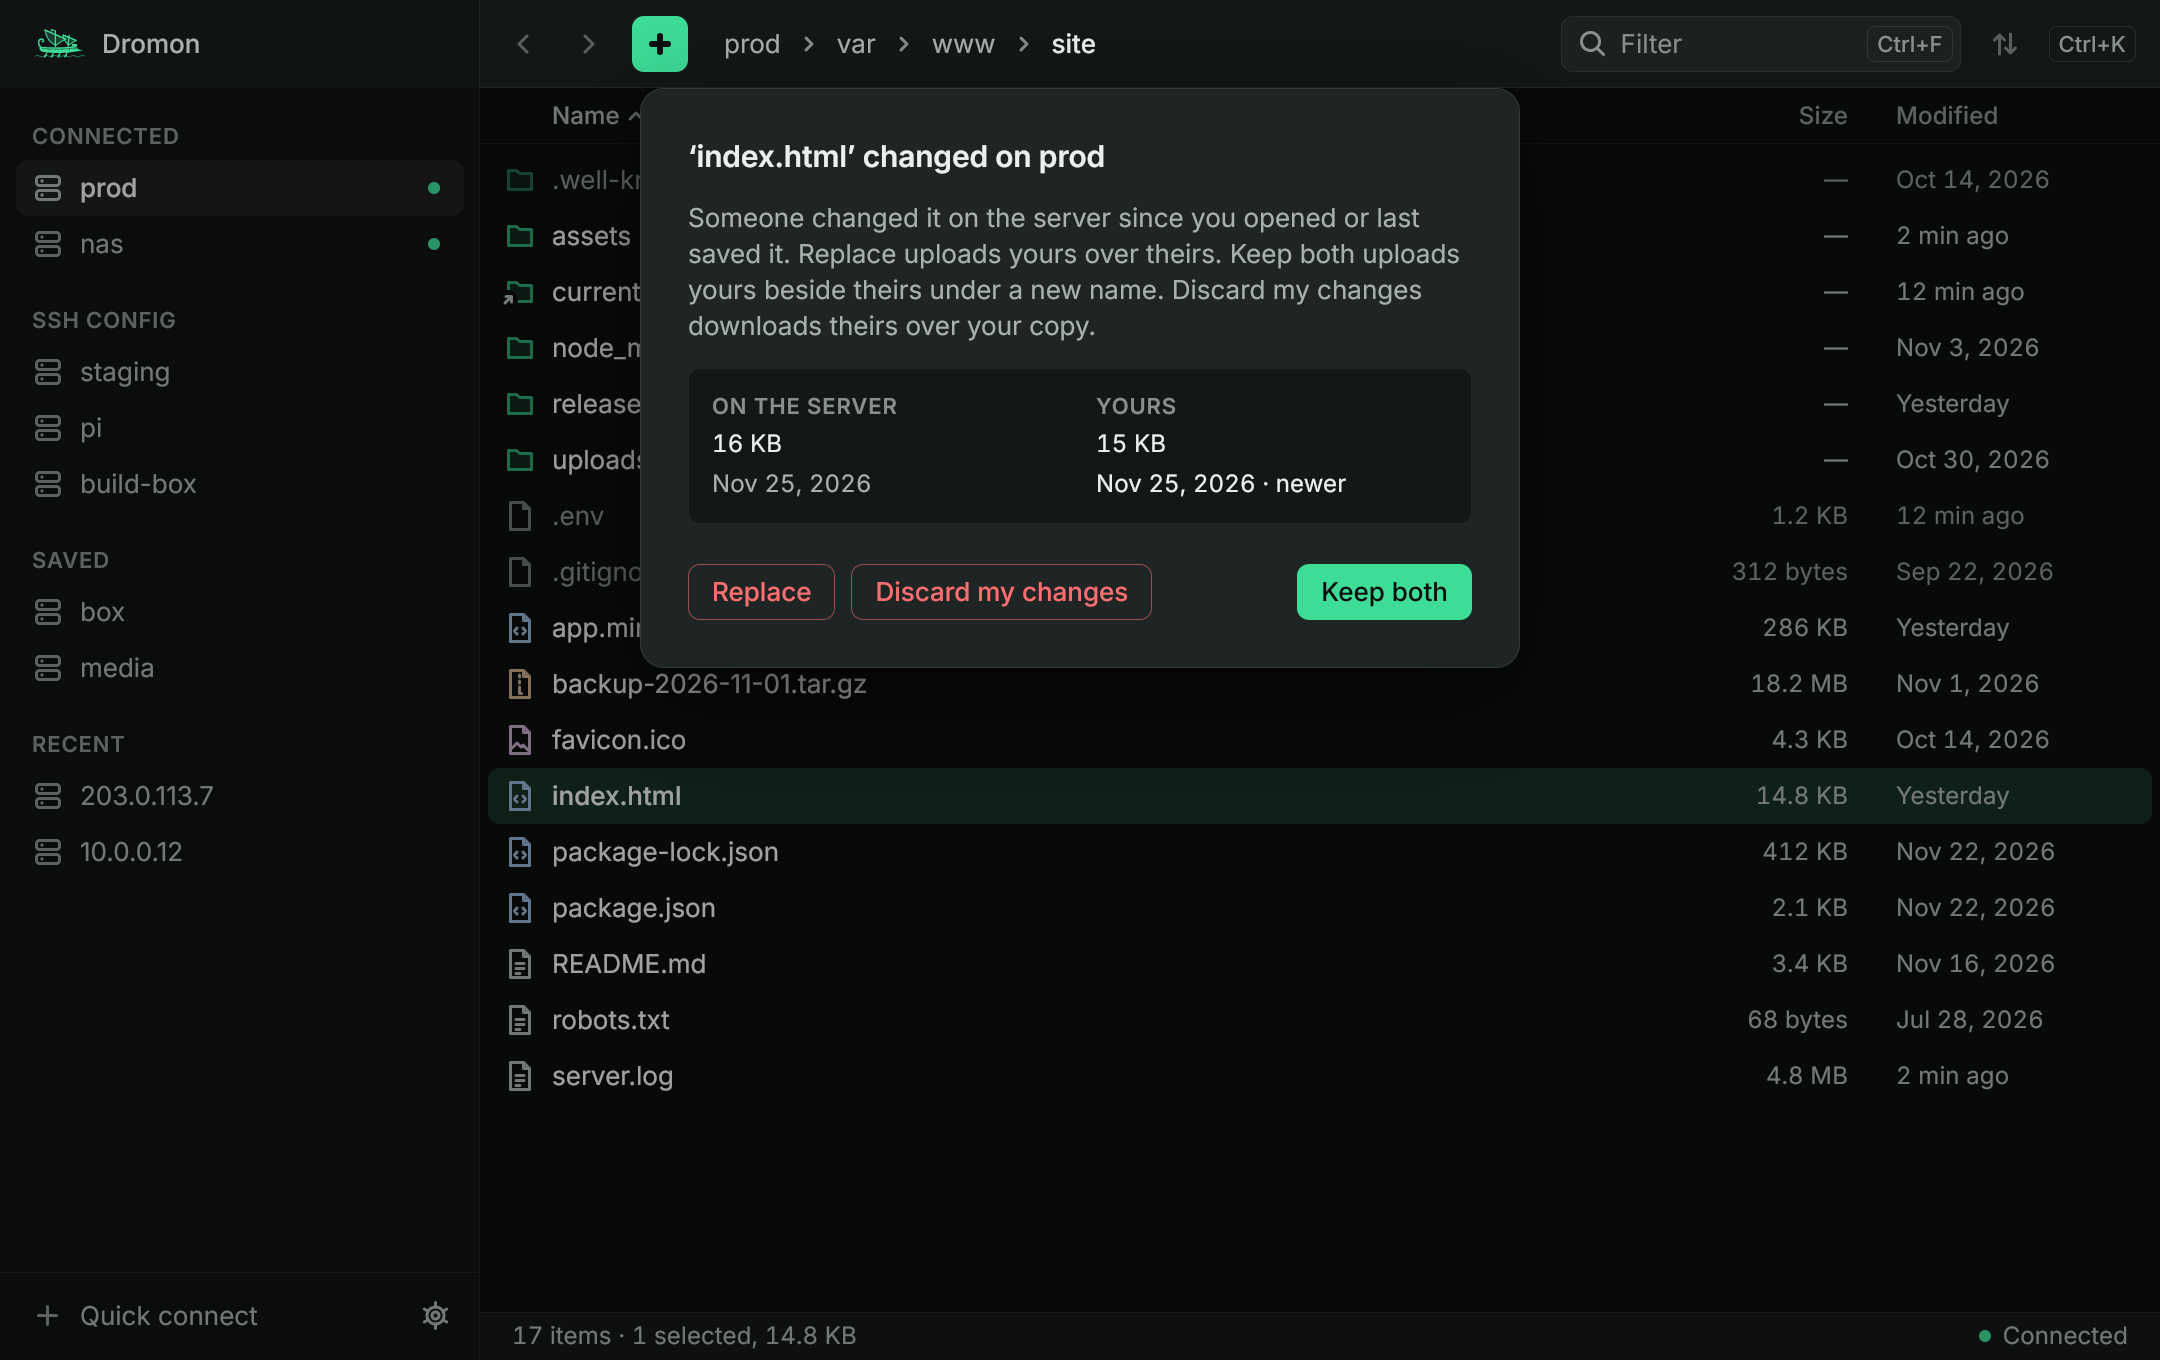 Dromon
prod › var › www › site
Filter
Ctrl+F
Ctrl+K
CONNECTED
prod
nas
SSH CONFIG
staging
pi
build-box
SAVED
box
media
RECENT
203.0.113.7
10.0.0.12
Quick connect
Name
Size
Modified
.well-kn
— Oct 14, 2026
assets — 2 min ago
current — 12 min ago
node_m — Nov 3, 2026
release — Yesterday
uploads — Oct 30, 2026
.env 1.2 KB 12 min ago
.gitigno 312 bytes Sep 22, 2026
app.min 286 KB Yesterday
backup-2026-11-01.tar.gz 18.2 MB Nov 1, 2026
favicon.ico 4.3 KB Oct 14, 2026
index.html 14.8 KB Yesterday
package-lock.json 412 KB Nov 22, 2026
package.json 2.1 KB Nov 22, 2026
README.md 3.4 KB Nov 16, 2026
robots.txt 68 bytes Jul 28, 2026
server.log 4.8 MB 2 min ago
‘index.html’ changed on prod
Someone changed it on the server since you opened or last
saved it. Replace uploads yours over theirs. Keep both uploads
yours beside theirs under a new name. Discard my changes
downloads theirs over your copy.
ON THE SERVER
16 KB
Nov 25, 2026
YOURS
15 KB
Nov 25, 2026 · newer
Replace
Discard my changes
Keep both
17 items · 1 selected, 14.8 KB
Connected